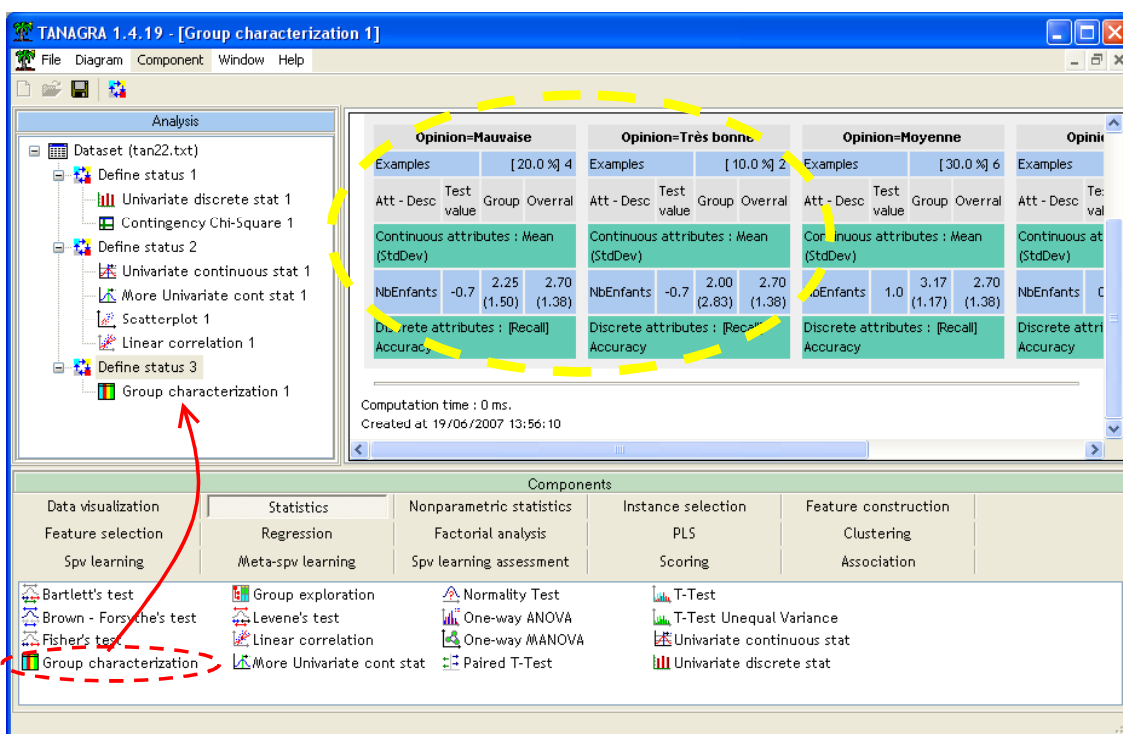 TANAGRA 1.4.19 - [Group characterization 1]
File Diagram Component Window Help
Analysis
Dataset (tan22.txt)
Define status 1
Univariate discrete stat 1
Contingency Chi-Square 1
Define status 2
Univariate continuous stat 1
More Univariate cont stat 1
Scatterplot 1
Linear correlation 1
Define status 3
Group characterization 1
Opinion=Mauvaise Opinion=Très bonne Opinion=Moyenne
Examples [ 20.0 %] 4 Examples [ 10.0 %] 2 Examples [ 30.0 %] 6 Examples
Att - Desc Test value Group Overral Att - Desc Test value Group Overral Att - Desc Test value Group Overral Att - Desc
Continuous attributes : Mean Continuous attributes : Mean Continuous attributes : Mean Continuous
(StdDev) (StdDev) (StdDev) (StdDev)
NbEnfants -0.7 2.25 (1.50) 2.70 (1.38) NbEnfants -0.7 2.00 (2.83) 2.70 (1.38) NbEnfants 1.0 3.17 (1.17) 2.70 (1.38) NbEnfants
Discrete attributes : [Recall] Discrete attributes : [Recall] Discrete attributes : [Recall] Discrete
Accuracy Accuracy Accuracy Accuracy
Computation time : 0 ms.
Created at 19/06/2007 13:56:10
Components
Data visualization Statistics Nonparametric statistics Instance selection Feature construction
Feature selection Regression Factorial analysis PLS Clustering
Spv learning Meta-spv learning Spv learning assessment Scoring Association
Bartlett's test Group exploration Normality Test T-Test
Brown - Forsythe's test Levene's test One-way ANOVA T-Test Unequal Variance
Fisher's test Linear correlation One-way MANOVA Univariate continuous stat
Group characterization More Univariate cont stat Paired T-Test Univariate discrete stat